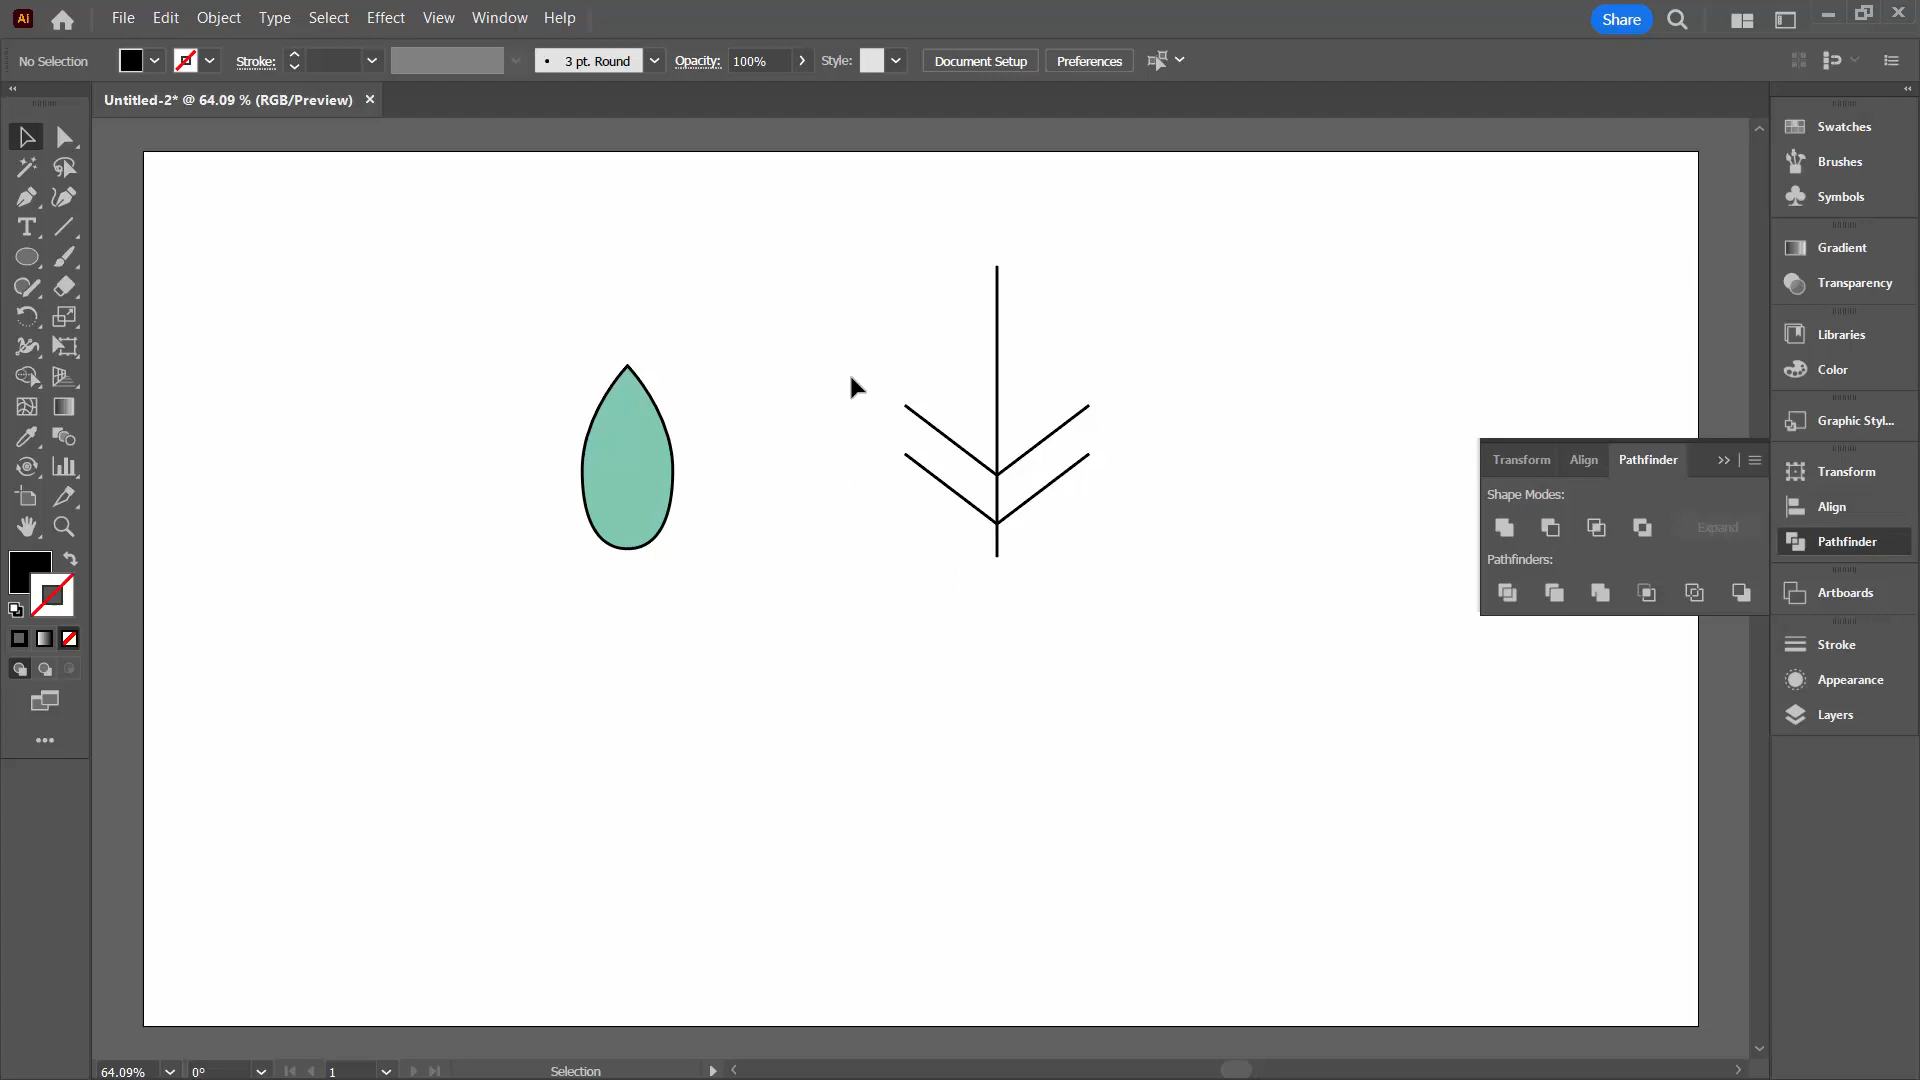 Ai File Edit Object Type Select Effect View Window Help Share
No Selection Stroke: • 3 pt. Round Opacity: 100% Style: Document Setup Preferences
Untitled-2* @ 64.09 % (RGB/Preview)
Swatches
Brushes
Symbols
Gradient
Transparency
Libraries
Color
Graphic Styl...
Transform Align Pathfinder
Shape Modes:
Expand
Pathfinders:
Transform
Align
Pathfinder
Artboards
Stroke
Appearance
Layers
64.09% 0° 1 Selection